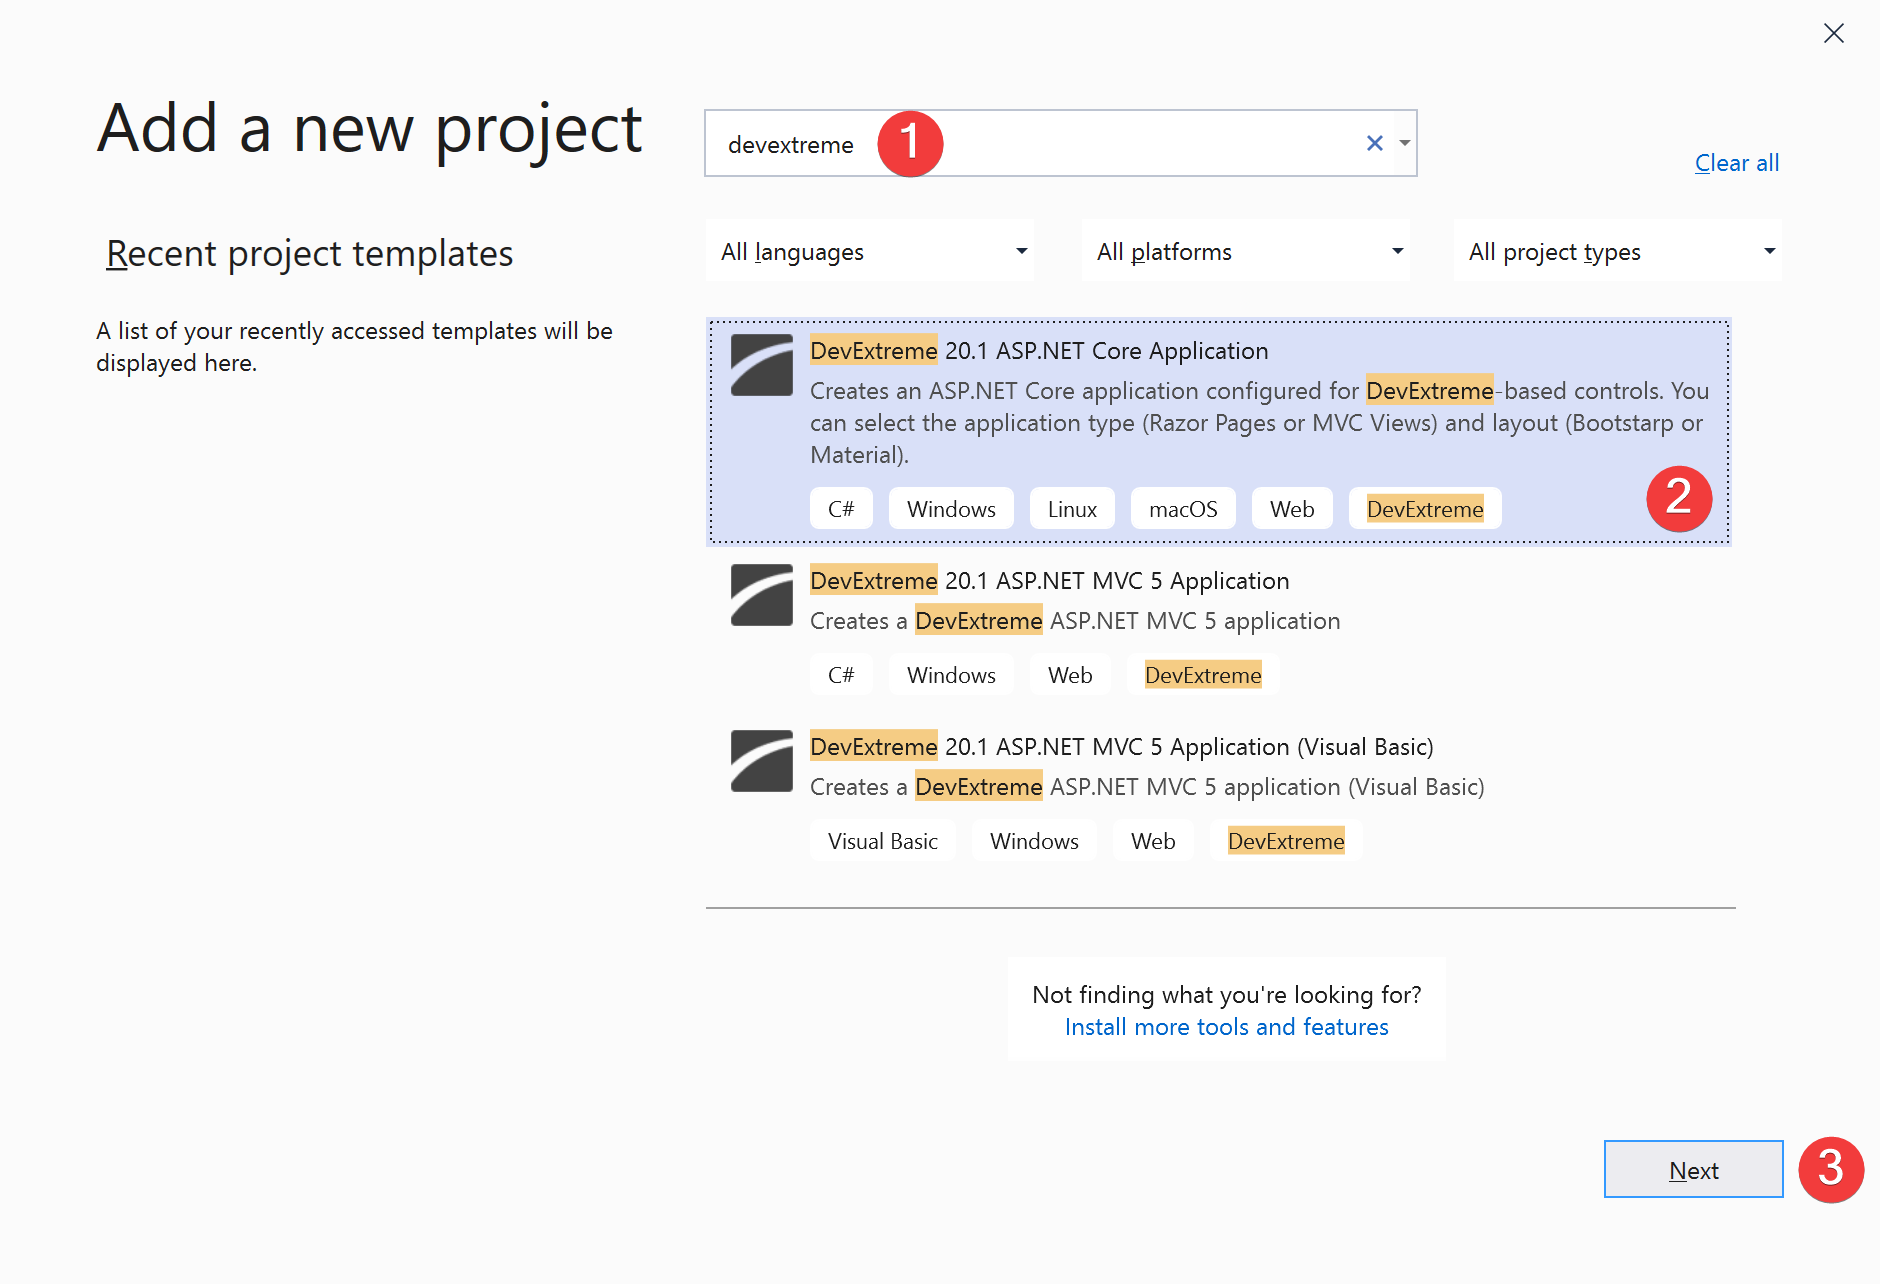 Add a new project
devextreme
1
Clear all
Recent project templates
All languages
All platforms
All project types
A list of your recently accessed templates will be
displayed here.
DevExtreme 20.1 ASP.NET Core Application
Creates an ASP.NET Core application configured for DevExtreme-based controls. You
can select the application type (Razor Pages or MVC Views) and layout (Bootstarp or
Material).
2
C#
Windows
Linux
macOS
Web
DevExtreme
DevExtreme 20.1 ASP.NET MVC 5 Application
Creates a DevExtreme ASP.NET MVC 5 application
C#
Windows
Web
DevExtreme
DevExtreme 20.1 ASP.NET MVC 5 Application (Visual Basic)
Creates a DevExtreme ASP.NET MVC 5 application (Visual Basic)
Visual Basic
Windows
Web
DevExtreme
Not finding what you're looking for?
Install more tools and features
Next
3